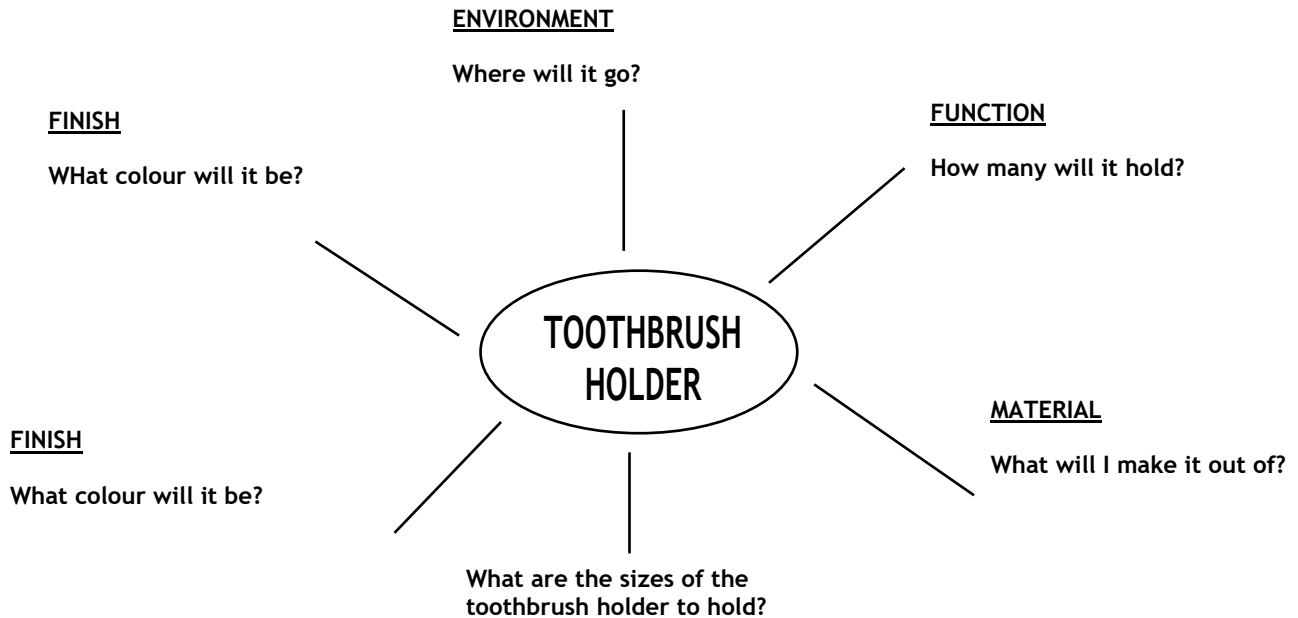 ENVIRONMENT
Where will it go?
FINISH
WHat colour will it be?
FUNCTION
How many will it hold?
TOOTHBRUSH
HOLDER
MATERIAL
What will I make it out of?
FINISH
What colour will it be?
What are the sizes of the
toothbrush holder to hold?